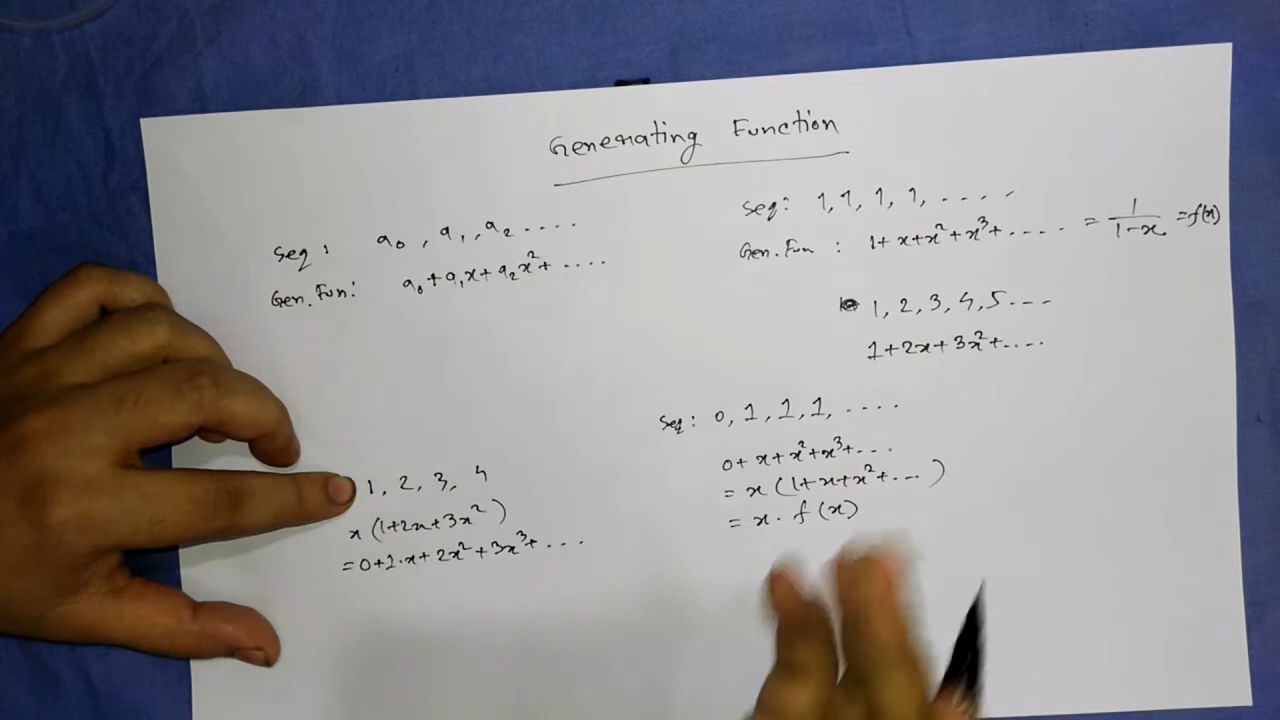 Generating Function
Seq : a₀, a₁, a₂ ....
Gen. Fun : a₀ + a₁x + a₂x² + ....
Seq : 1, 1, 1, 1, .....
Gen. Fun : 1 + x + x² + x³ + ..... = 1/(1-x) = f(x)
1, 2, 3, 4, 5 ...
1 + 2x + 3x² + ....
Seq : 0, 1, 1, 1, ....
0 + x + x² + x³ + ...
= x (1 + x + x² + ...)
= x . f(x)
1, 2, 3, 4
x (1 + 2x + 3x²)
= 0 + 1.x + 2x² + 3x³ + ...